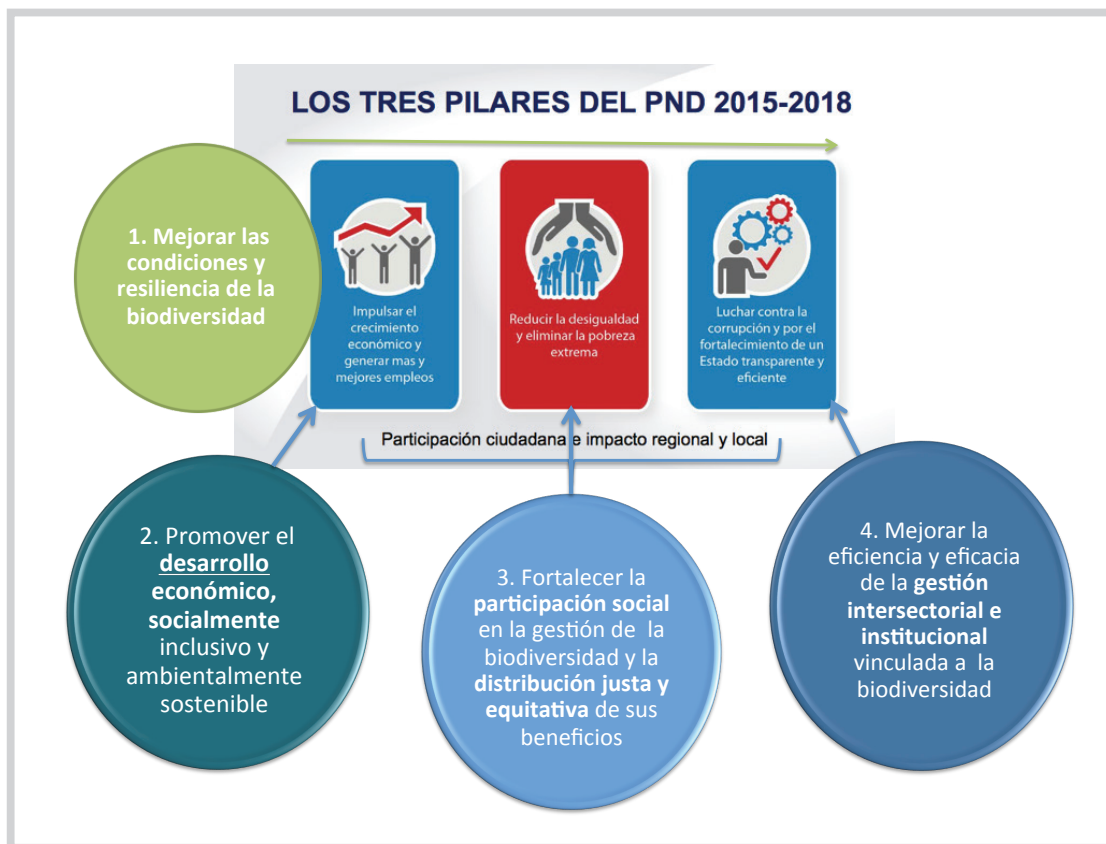 LOS TRES PILARES DEL PND 2015-2018
1. Mejorar las
condiciones y
resiliencia de la
biodiversidad
Impulsar el
crecimiento
económico y
generar mas y
mejores empleos
Reducir la desigualdad
y eliminar la pobreza
extrema
Luchar contra la
corrupción y por el
fortalecimiento de un
Estado transparente y
eficiente
Participación ciudadana e impacto regional y local
2. Promover el
desarrollo
económico,
socialmente
inclusivo y
ambientalmente
sostenible
3. Fortalecer la
participación social
en la gestión de la
biodiversidad y la
distribución justa y
equitativa de sus
beneficios
4. Mejorar la
eficiencia y eficacia
de la gestión
intersectorial e
institucional
vinculada a la
biodiversidad